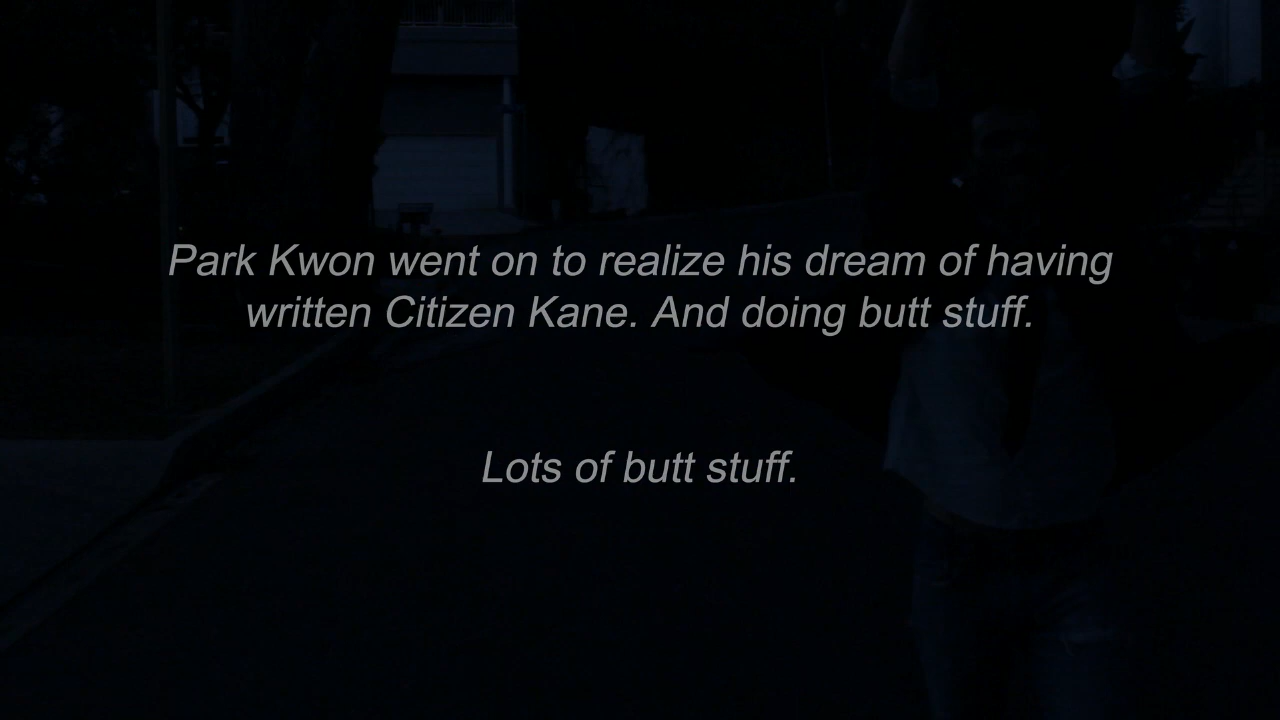 Park Kwon went on to realize his dream of having
written Citizen Kane. And doing butt stuff.
Lots of butt stuff.